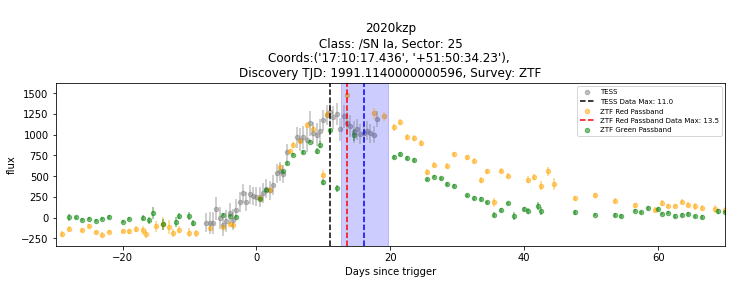 2020kzp
Class: /SN Ia, Sector: 25
Coords:('17:10:17.436', '+51:50:34.23'),
Discovery TJD: 1991.1140000000596, Survey: ZTF
1500
1250
1000
750
500
250
0
−250
flux
TESS
TESS Data Max: 11.0
ZTF Red Passband
ZTF Red Passband Data Max: 13.5
ZTF Green Passband
−20
0
20
40
60
Days since trigger